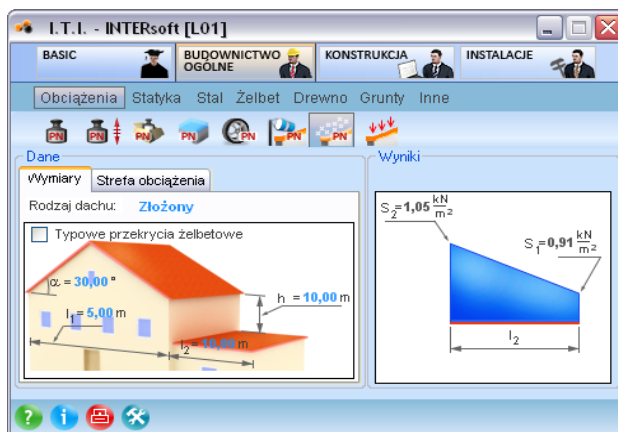 I.T.I. - INTERsoft [L01]
BASIC
BUDOWNICTWO OGÓLNE
KONSTRUKCJA
INSTALACJE
Obciążenia Statyka Stal Żelbet Drewno Grunty Inne
PN PN PN PN PN PN PN
Dane
Wymiary Strefa obciążenia
Rodzaj dachu: Złożony
Typowe przekrycia żelbetowe
α = 30,00 °
h = 10,00 m
l1 = 5,00 m
l2 = 10,00 m
Wyniki
S2=1,05 kN/m2
S1=0,91 kN/m2
l2
? i